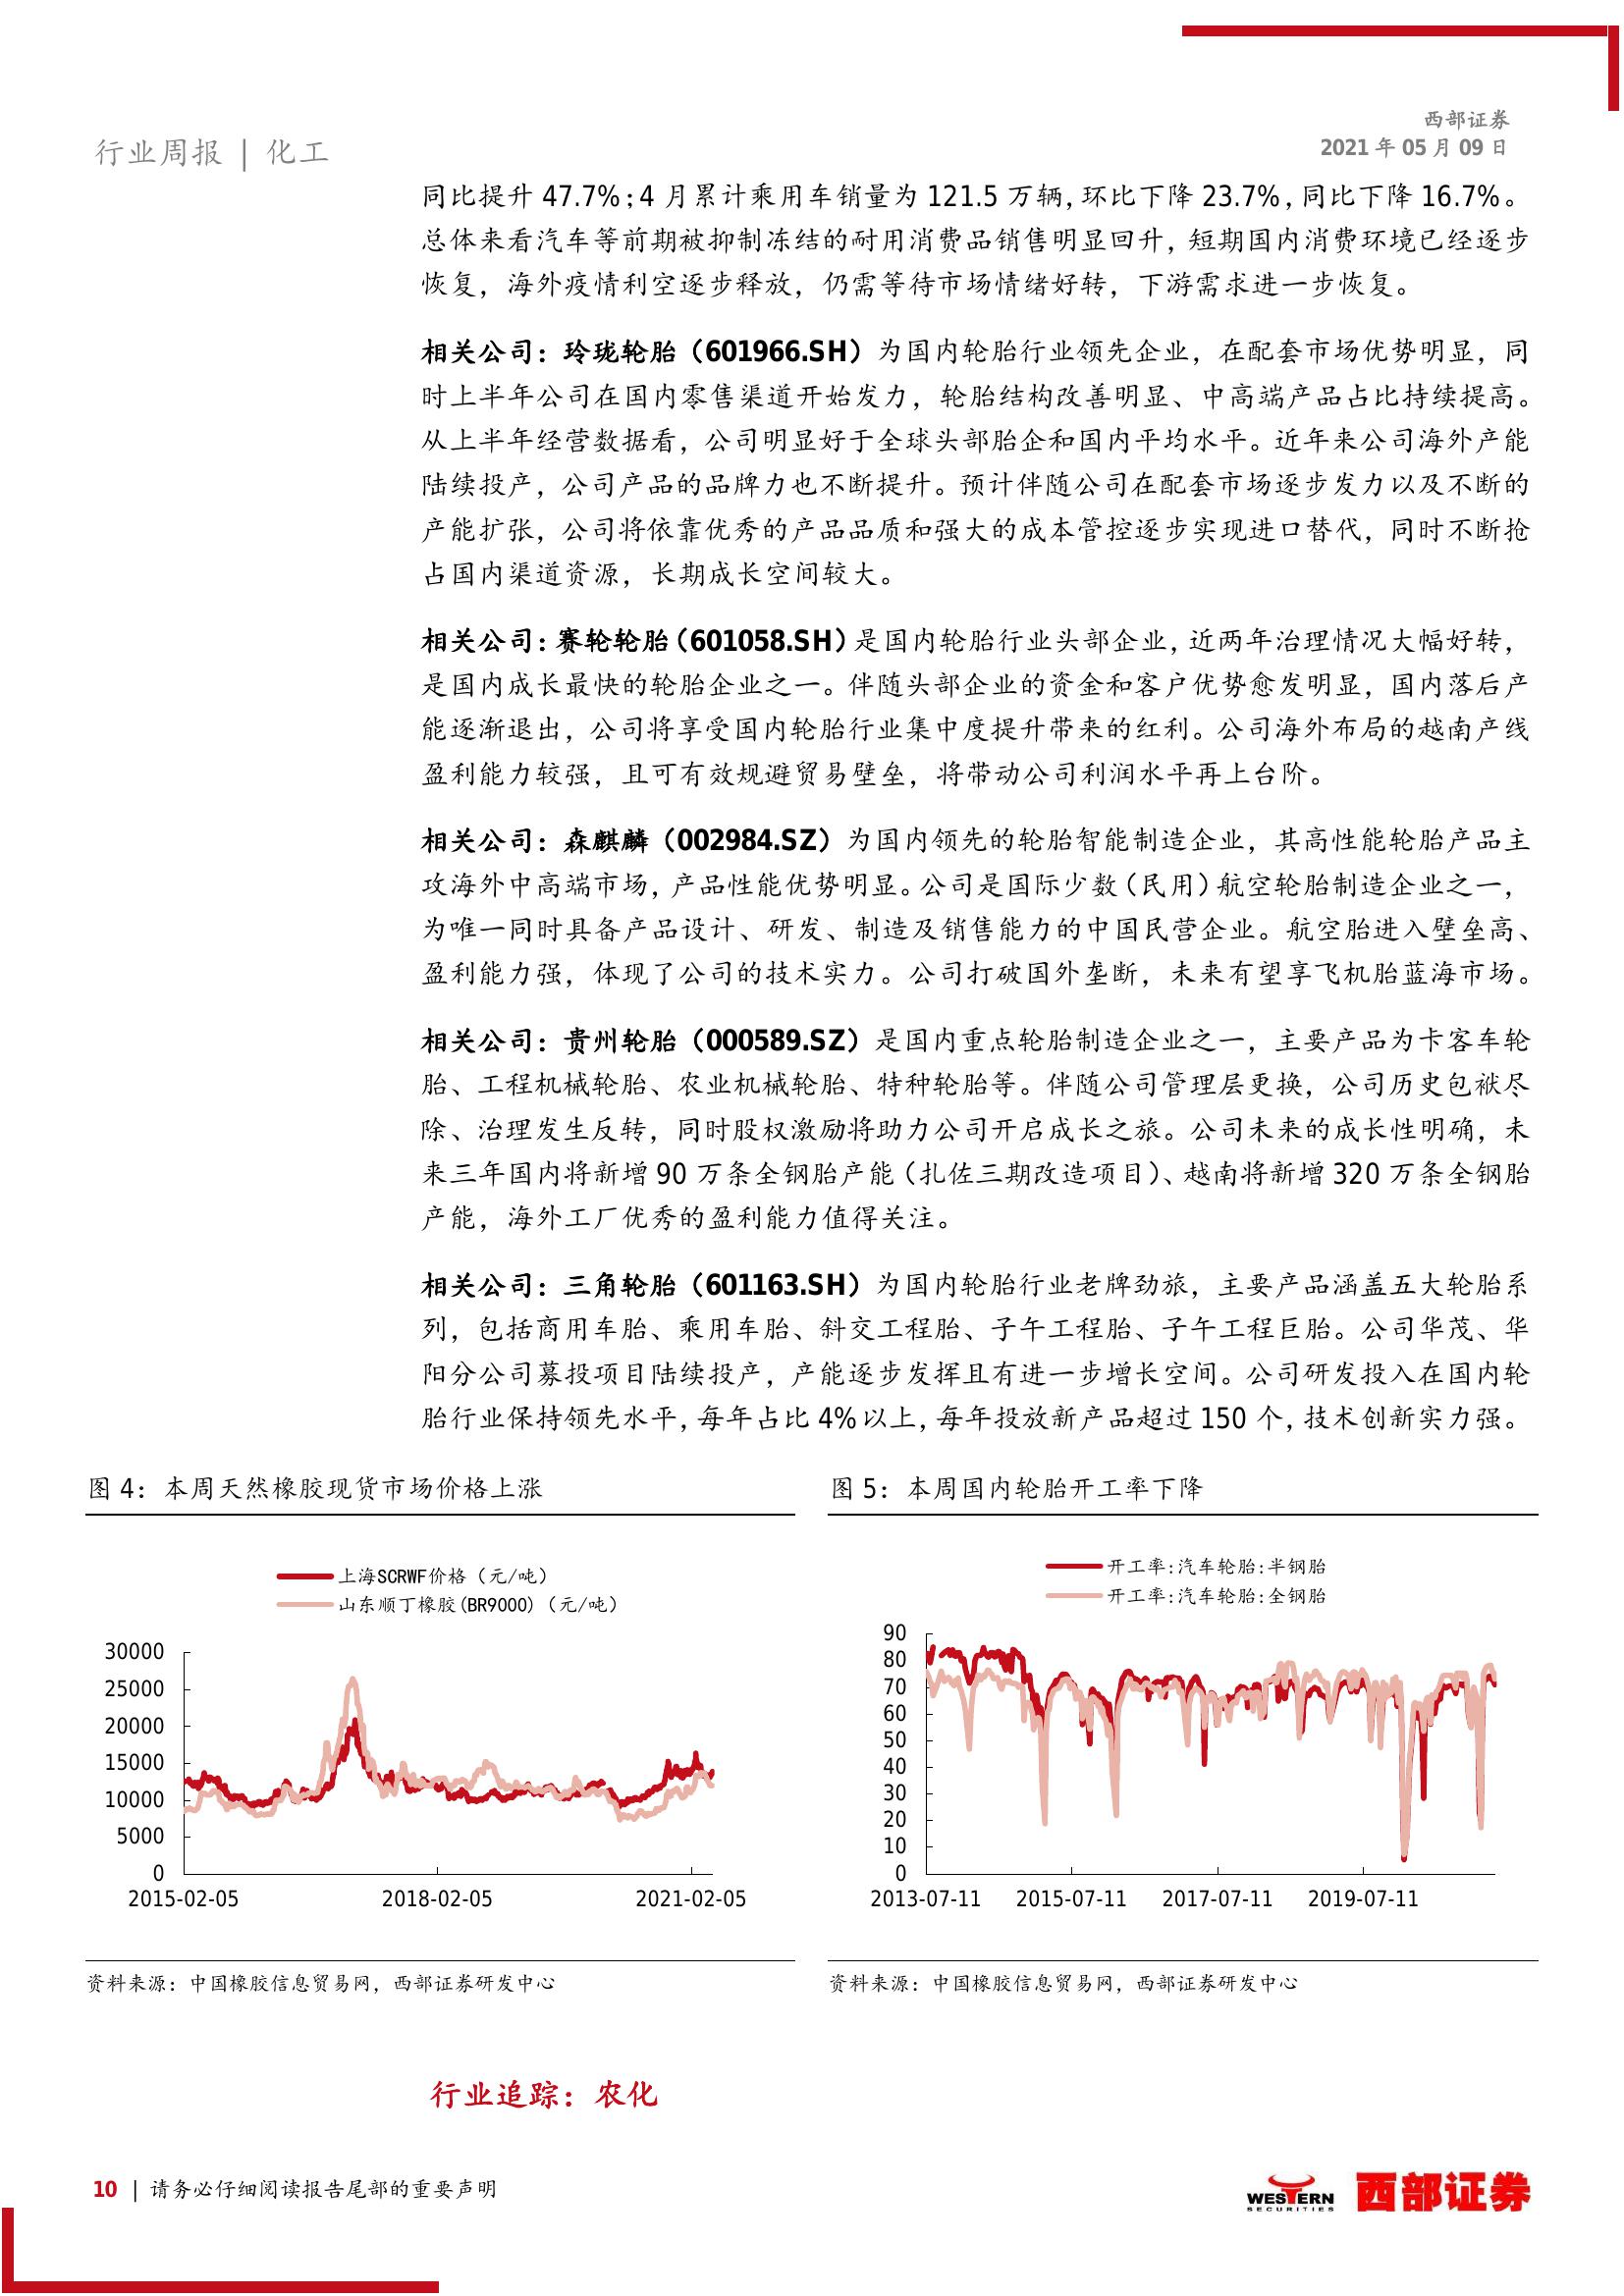 西部证券
行业周报 | 化工
2021 年 05 月 09 日
同比提升 47.7%;4 月累计乘用车销量为 121.5 万辆,环比下降 23.7%,同比下降 16.7%。
总体来看汽车等前期被抑制冻结的耐用消费品销售明显回升，短期国内消费环境已经逐步
恢复，海外疫情利空逐步释放，仍需等待市场情绪好转，下游需求进一步恢复。
相关公司：玲珑轮胎（601966.SH）为国内轮胎行业领先企业，在配套市场优势明显，同
时上半年公司在国内零售渠道开始发力，轮胎结构改善明显、中高端产品占比持续提高。
从上半年经营数据看，公司明显好于全球头部胎企和国内平均水平。近年来公司海外产能
陆续投产，公司产品的品牌力也不断提升。预计伴随公司在配套市场逐步发力以及不断的
产能扩张，公司将依靠优秀的产品品质和强大的成本管控逐步实现进口替代，同时不断抢
占国内渠道资源，长期成长空间较大。
相关公司：赛轮轮胎（601058.SH）是国内轮胎行业头部企业，近两年治理情况大幅好转，
是国内成长最快的轮胎企业之一。伴随头部企业的资金和客户优势愈发明显，国内落后产
能逐渐退出，公司将享受国内轮胎行业集中度提升带来的红利。公司海外布局的越南产线
盈利能力较强，且可有效规避贸易壁垒，将带动公司利润水平再上台阶。
相关公司：森麒麟（002984.SZ）为国内领先的轮胎智能制造企业，其高性能轮胎产品主
攻海外中高端市场，产品性能优势明显。公司是国际少数（民用）航空轮胎制造企业之一，
为唯一同时具备产品设计、研发、制造及销售能力的中国民营企业。航空胎进入壁垒高、
盈利能力强，体现了公司的技术实力。公司打破国外垄断，未来有望享飞机胎蓝海市场。
相关公司：贵州轮胎（000589.SZ）是国内重点轮胎制造企业之一，主要产品为卡客车轮
胎、工程机械轮胎、农业机械轮胎、特种轮胎等。伴随公司管理层更换，公司历史包袱尽
除、治理发生反转，同时股权激励将助力公司开启成长之旅。公司未来的成长性明确，未
来三年国内将新增 90 万条全钢胎产能（扎佐三期改造项目）、越南将新增 320 万条全钢胎
产能，海外工厂优秀的盈利能力值得关注。
相关公司：三角轮胎（601163.SH）为国内轮胎行业老牌劲旅，主要产品涵盖五大轮胎系
列，包括商用车胎、乘用车胎、斜交工程胎、子午工程胎、子午工程巨胎。公司华茂、华
阳分公司募投项目陆续投产，产能逐步发挥且有进一步增长空间。公司研发投入在国内轮
胎行业保持领先水平，每年占比 4%以上，每年投放新产品超过 150 个，技术创新实力强。
图 4：本周天然橡胶现货市场价格上涨
上海SCRWF价格（元/吨）
山东顺丁橡胶(BR9000)（元/吨）
30000
25000
20000
15000
10000
5000
0
2015-02-05 2018-02-05 2021-02-05
资料来源：中国橡胶信息贸易网，西部证券研发中心
图 5：本周国内轮胎开工率下降
开工率:汽车轮胎:半钢胎
开工率:汽车轮胎:全钢胎
90
80
70
60
50
40
30
20
10
0
2013-07-11 2015-07-11 2017-07-11 2019-07-11
资料来源：中国橡胶信息贸易网，西部证券研发中心
行业追踪：农化
10 | 请务必仔细阅读报告尾部的重要声明
WESTERN
SECURITIES
西部证券